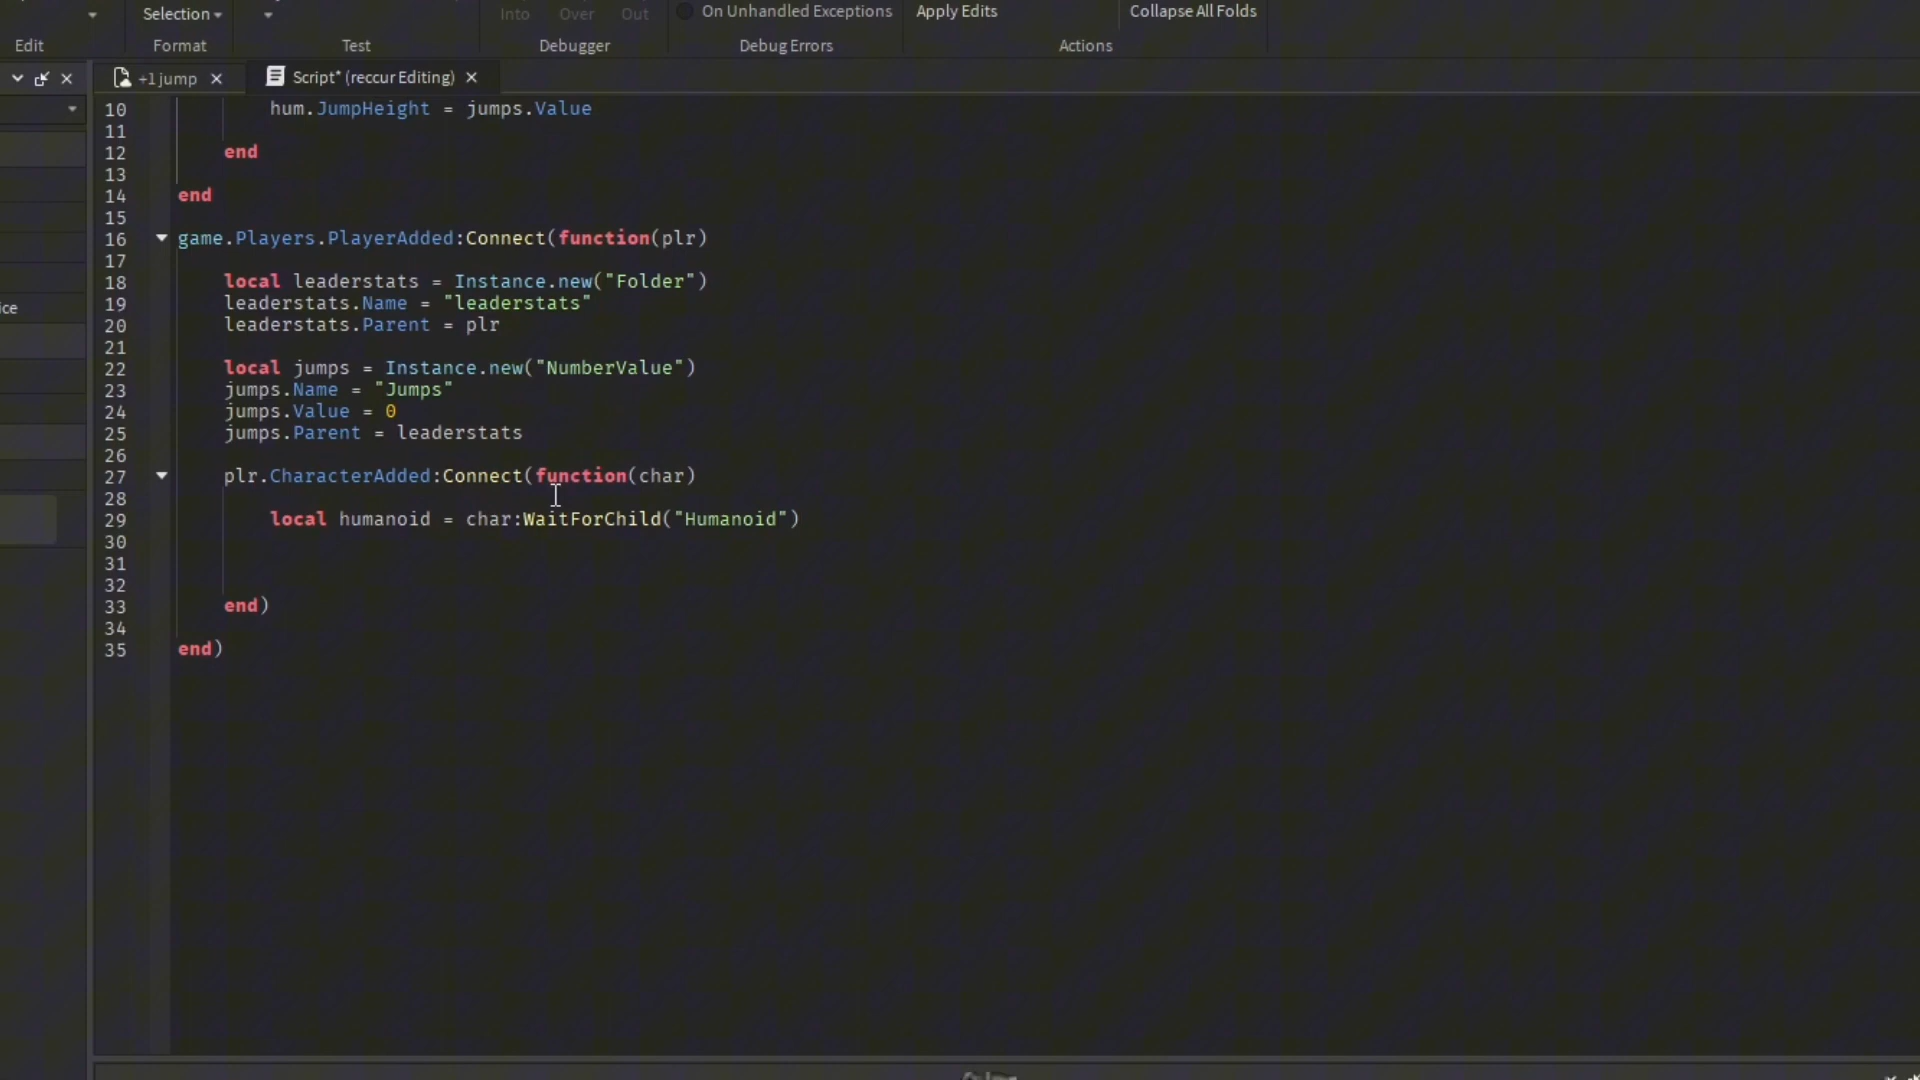 Selection
Into Over Out
On Unhandled Exceptions
Apply Edits
Collapse All Folds
Edit
Format
Test
Debugger
Debug Errors
Actions
+1 jump
Script* (reccur Editing)
ice
10 hum.JumpHeight = jumps.Value
11
12 end
13
14 end
15
16 game.Players.PlayerAdded:Connect(function(plr)
17
18 local leaderstats = Instance.new("Folder")
19 leaderstats.Name = "leaderstats"
20 leaderstats.Parent = plr
21
22 local jumps = Instance.new("NumberValue")
23 jumps.Name = "Jumps"
24 jumps.Value = 0
25 jumps.Parent = leaderstats
26
27 plr.CharacterAdded:Connect(function(char)
28
29 local humanoid = char:WaitForChild("Humanoid")
30
31
32
33 end)
34
35 end)